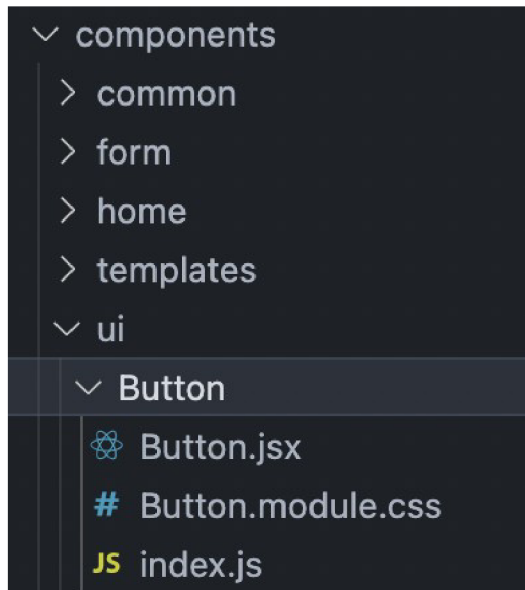 components
common
form
home
templates
ui
Button
Button.jsx
# Button.module.css
JS index.js